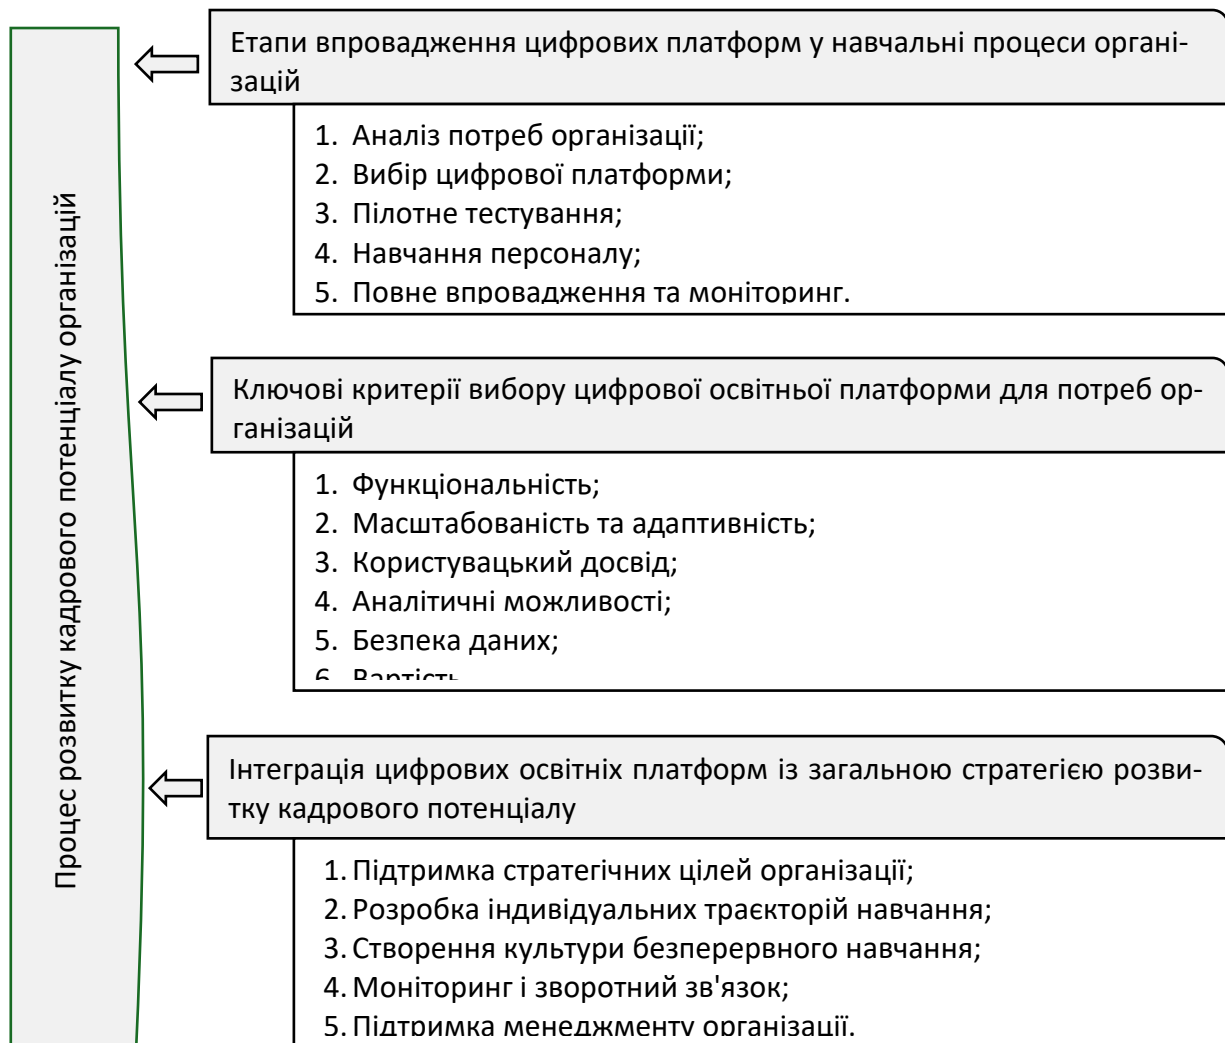 Процес розвитку кадрового потенціалу організацій
Етапи впровадження цифрових платформ у навчальні процеси органі-
зацій
1. Аналіз потреб організації;
2. Вибір цифрової платформи;
3. Пілотне тестування;
4. Навчання персоналу;
5. Повне впровадження та моніторинг.
Ключові критерії вибору цифрової освітньої платформи для потреб ор-
ганізацій
1. Функціональність;
2. Масштабованість та адаптивність;
3. Користувацький досвід;
4. Аналітичні можливості;
5. Безпека даних;
6. Вартість
Інтеграція цифрових освітніх платформ із загальною стратегією розви-
тку кадрового потенціалу
1. Підтримка стратегічних цілей організації;
2. Розробка індивідуальних траєкторій навчання;
3. Створення культури безперервного навчання;
4. Моніторинг і зворотний зв'язок;
5. Підтримка менеджменту організації.